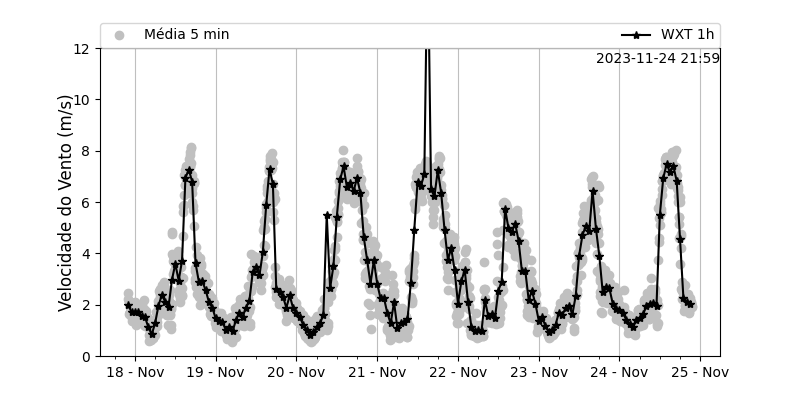 Média 5 min
WXT 1h
2023-11-24 21:59
Velocidade do Vento (m/s)
12
10
8
6
4
2
0
18 - Nov
19 - Nov
20 - Nov
21 - Nov
22 - Nov
23 - Nov
24 - Nov
25 - Nov